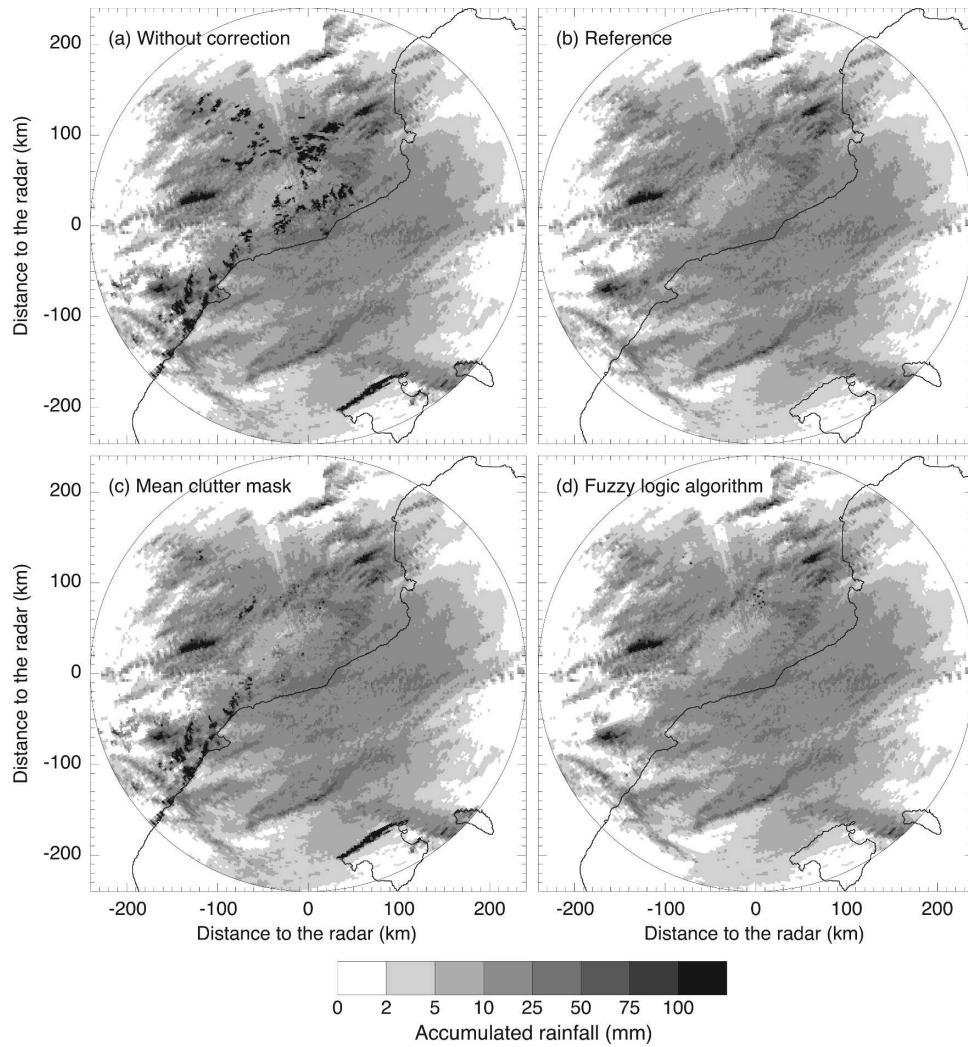 (a) Without correction
(b) Reference
200
100
0
-100
-200
Distance to the radar (km)
(c) Mean clutter mask
(d) Fuzzy logic algorithm
200
100
0
-100
-200
Distance to the radar (km)
-200 -100 0 100 200 -200 -100 0 100 200
Distance to the radar (km) Distance to the radar (km)
0 2 5 10 25 50 75 100
Accumulated rainfall (mm)